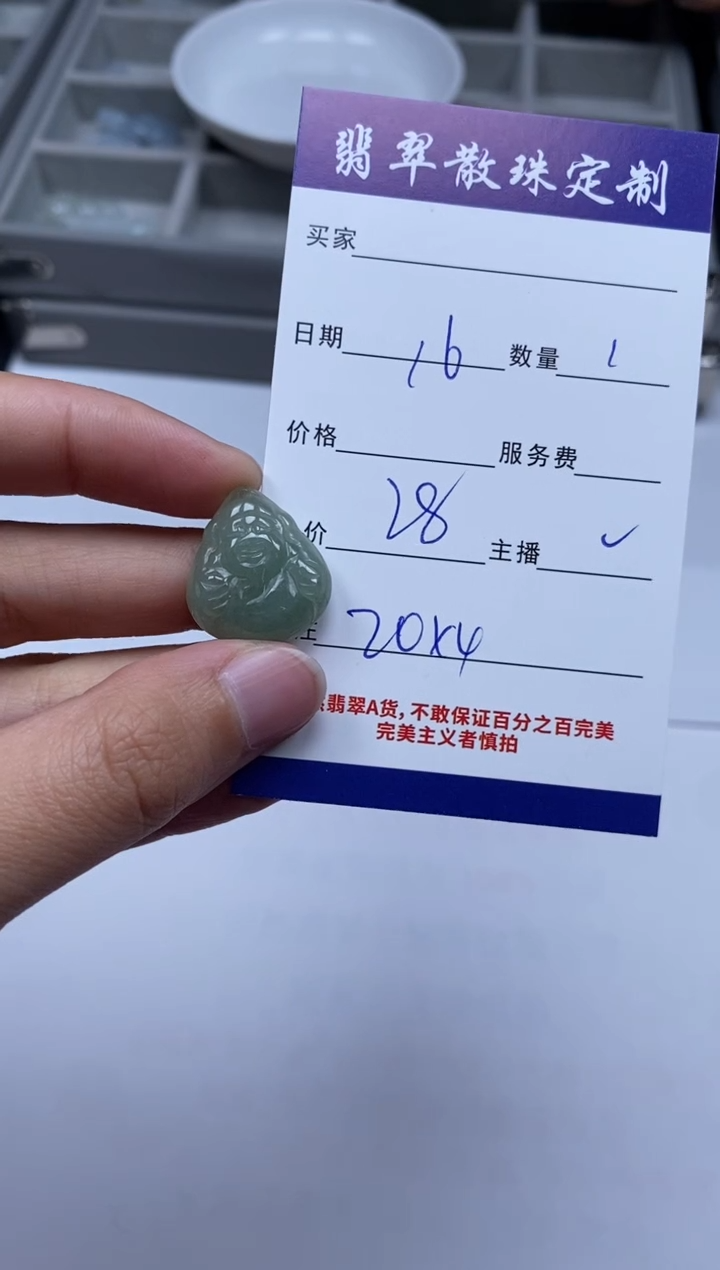 翡翠散珠定制
买家
日期 16 数量 1
价格 服务费
价 28 主播 ✓
20x4
翡翠A货,不敢保证百分之百完美
完美主义者慎拍